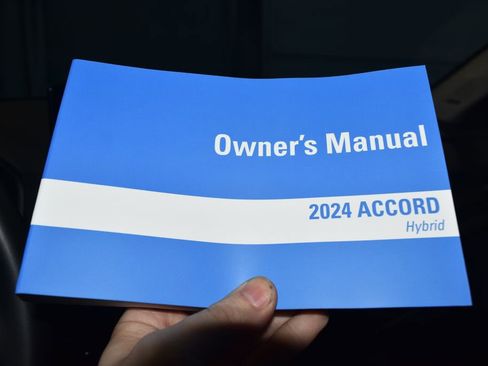 Owner's Manual
2024 ACCORD
Hybrid